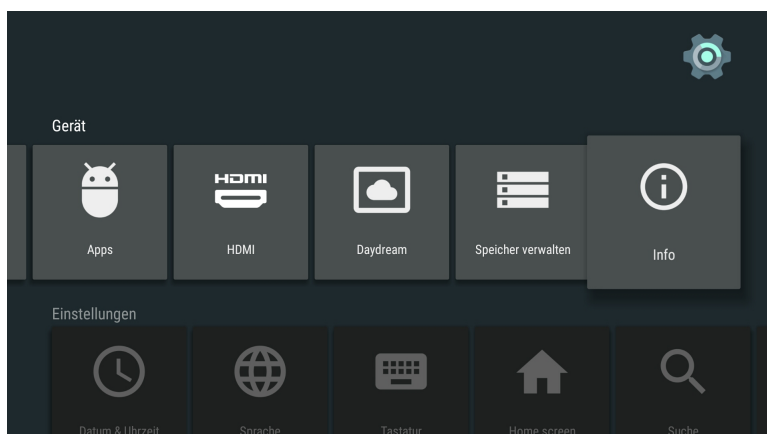 Gerät
HDMI
Apps
HDMI
Daydream
Speicher verwalten
Info
Einstellungen
Datum & Uhrzeit
Sprache
Tastatur
Home screen
Suche